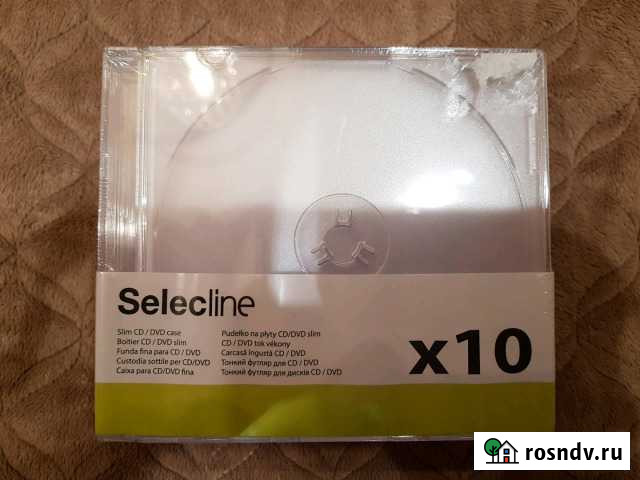 Selecline
Slim CD / DVD case
Boitier CD / DVD slim
Funda fina para CD / DVD
Custodia sottile per CD/DVD
Caixa para CD/DVD fina
Pudełko na płyty CD/DVD slim
CD / DVD tok vékony
Carcasă îngustă CD / DVD
Тонкий футляр для CD / DVD
Тонкий футляр для дисків CD / DVD
x10
rosndv.ru